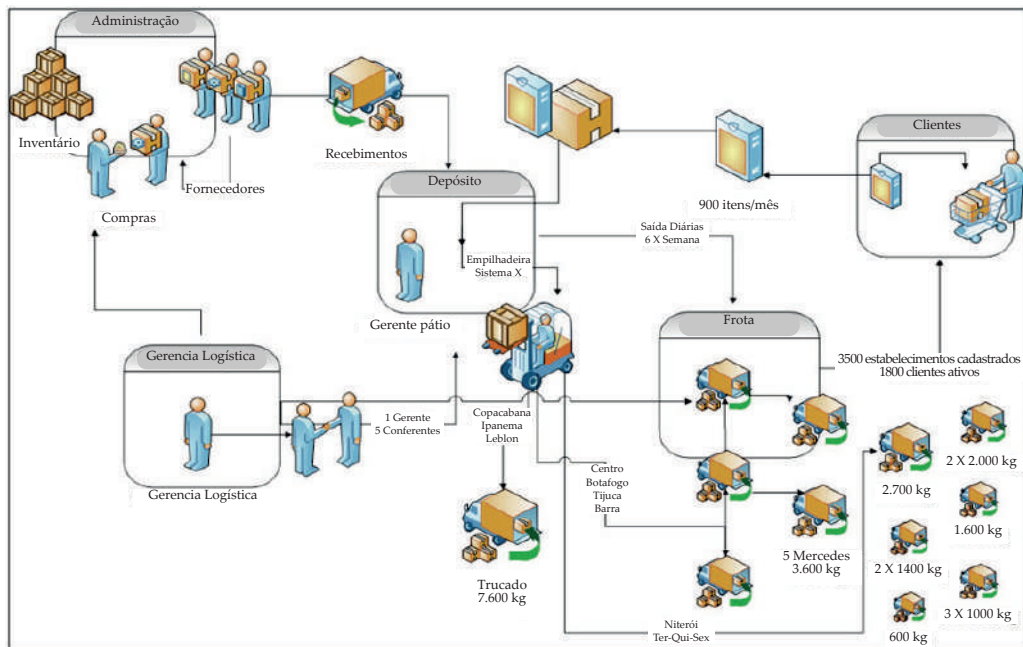 Administração
Inventário
Compras
Fornecedores
Recebimentos
Depósito
Empilhadeira
Sistema X
Gerente pátio
900 itens/mês
Clientes
Saída Diárias
6 X Semana
Gerencia Logística
Gerencia Logística
1 Gerente
5 Conferentes
Copacabana
Ipanema
Leblon
Trucado
7.600 kg
Centro
Botafogo
Tijuca
Barra
Frota
3500 estabelecimentos cadastrados
1800 clientes ativos
5 Mercedes
3.600 kg
2.700 kg
2 X 2.000 kg
1.600 kg
2 X 1400 kg
3 X 1000 kg
600 kg
Niterói
Ter-Qui-Sex